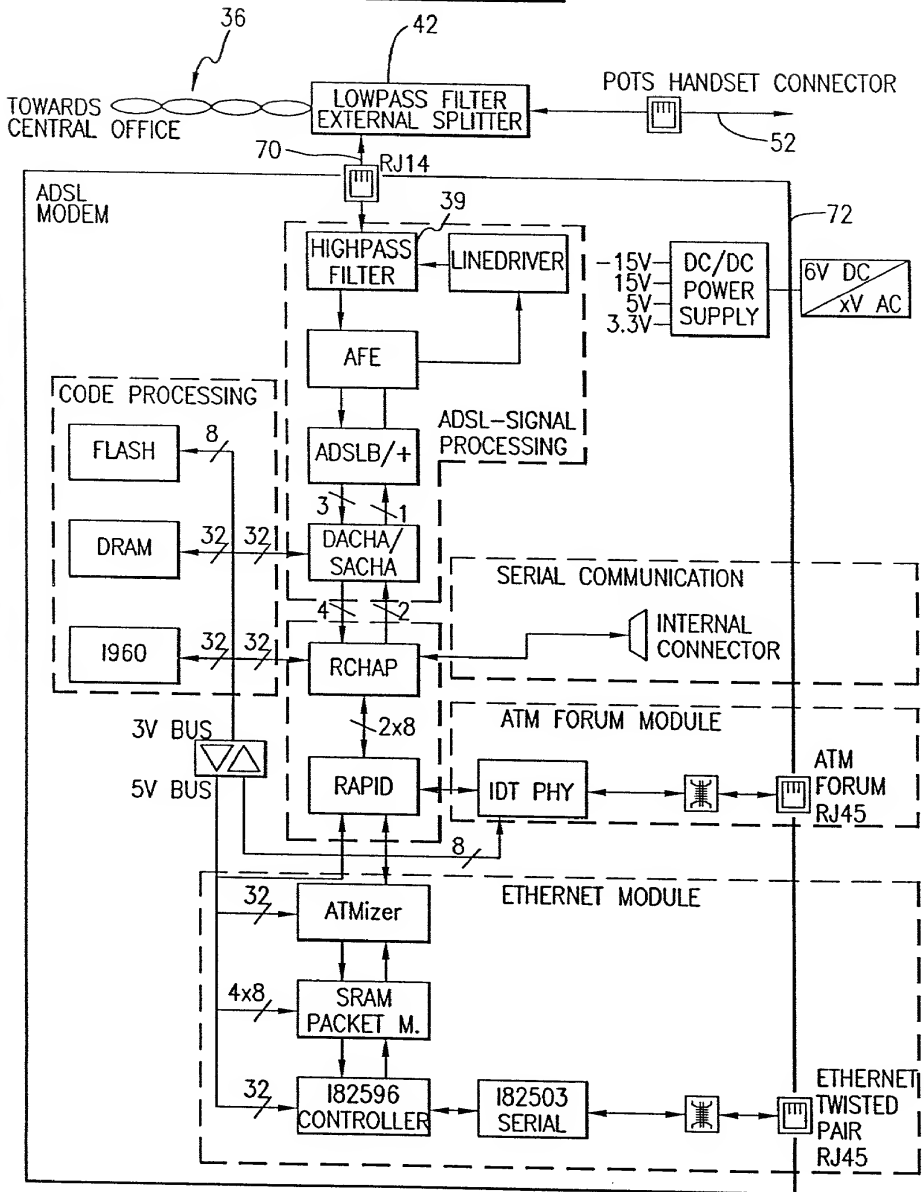 36
42
TOWARDS
CENTRAL OFFICE
LOWPASS FILTER
EXTERNAL SPLITTER
POTS HANDSET CONNECTOR
52
70
RJ14
ADSL
MODEM
39
72
HIGHPASS
FILTER
LINEDRIVER
-15V
15V
5V
3.3V
DC/DC
POWER
SUPPLY
6V DC
xV AC
AFE
CODE PROCESSING
ADSL-SIGNAL
PROCESSING
FLASH
8
ADSLB/+
3
1
DRAM
32
32
DACHA/
SACHA
SERIAL COMMUNICATION
4
2
INTERNAL
CONNECTOR
I960
32
32
RCHAP
2x8
ATM FORUM MODULE
3V BUS
5V BUS
RAPID
IDT PHY
ATM
FORUM
RJ45
8
ETHERNET MODULE
32
ATMizer
4x8
SRAM
PACKET M.
32
I82596
CONTROLLER
I82503
SERIAL
ETHERNET
TWISTED
PAIR
RJ45